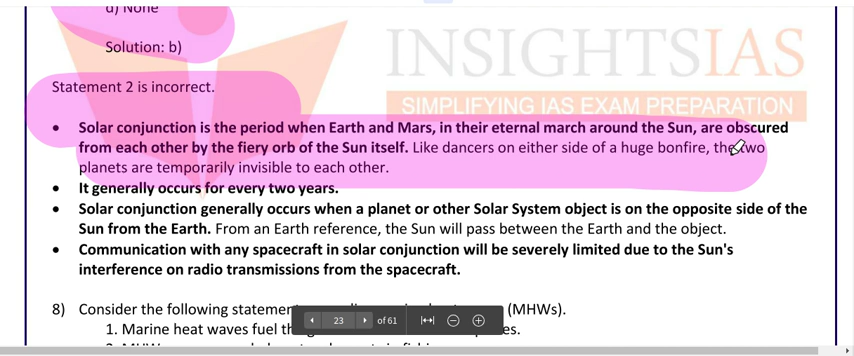 d) None
INSIGHTSIAS
SIMPLIFYING IAS EXAM PREPARATION
Solution: b)
Statement 2 is incorrect.
• Solar conjunction is the period when Earth and Mars, in their eternal march around the Sun, are obscured
from each other by the fiery orb of the Sun itself. Like dancers on either side of a huge bonfire, the two
planets are temporarily invisible to each other.
• It generally occurs for every two years.
• Solar conjunction generally occurs when a planet or other Solar System object is on the opposite side of the
Sun from the Earth. From an Earth reference, the Sun will pass between the Earth and the object.
• Communication with any spacecraft in solar conjunction will be severely limited due to the Sun's
interference on radio transmissions from the spacecraft.
8) Consider the following statement (MHWs).
1. Marine heat waves fuel es.
23 of 61